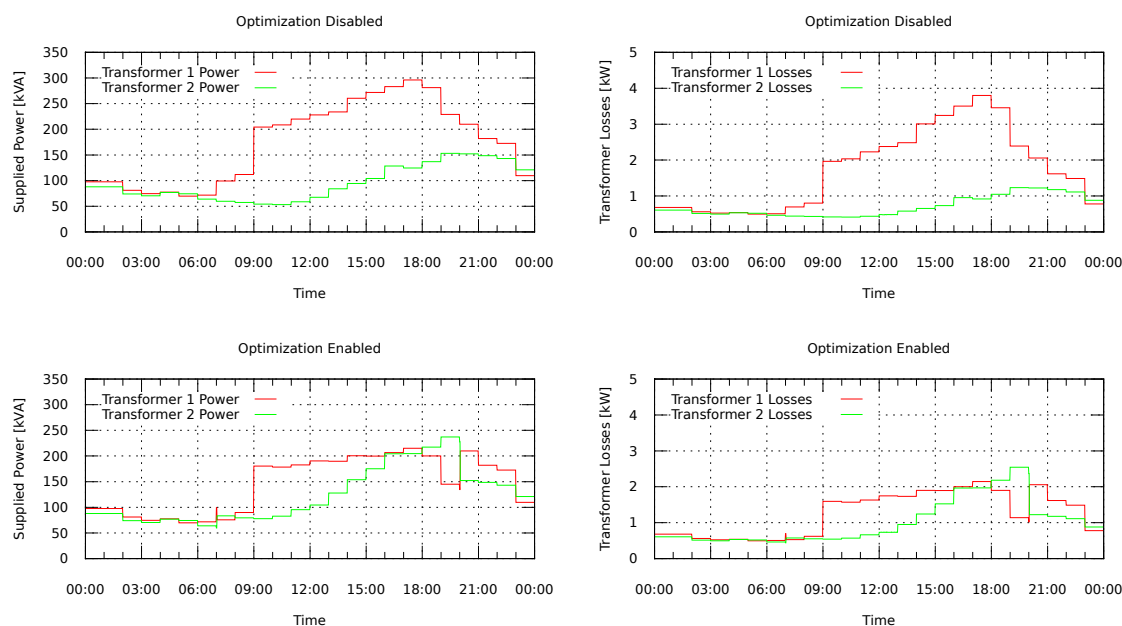 Optimization Disabled
Supplied Power [kVA]
350
300
250
200
150
100
50
0
Transformer 1 Power
Transformer 2 Power
00:00 03:00 06:00 09:00 12:00 15:00 18:00 21:00 00:00
Time
Optimization Disabled
Transformer Losses [kW]
5
4
3
2
1
0
Transformer 1 Losses
Transformer 2 Losses
00:00 03:00 06:00 09:00 12:00 15:00 18:00 21:00 00:00
Time
Optimization Enabled
Supplied Power [kVA]
350
300
250
200
150
100
50
0
Transformer 1 Power
Transformer 2 Power
00:00 03:00 06:00 09:00 12:00 15:00 18:00 21:00 00:00
Time
Optimization Enabled
Transformer Losses [kW]
5
4
3
2
1
0
Transformer 1 Losses
Transformer 2 Losses
00:00 03:00 06:00 09:00 12:00 15:00 18:00 21:00 00:00
Time